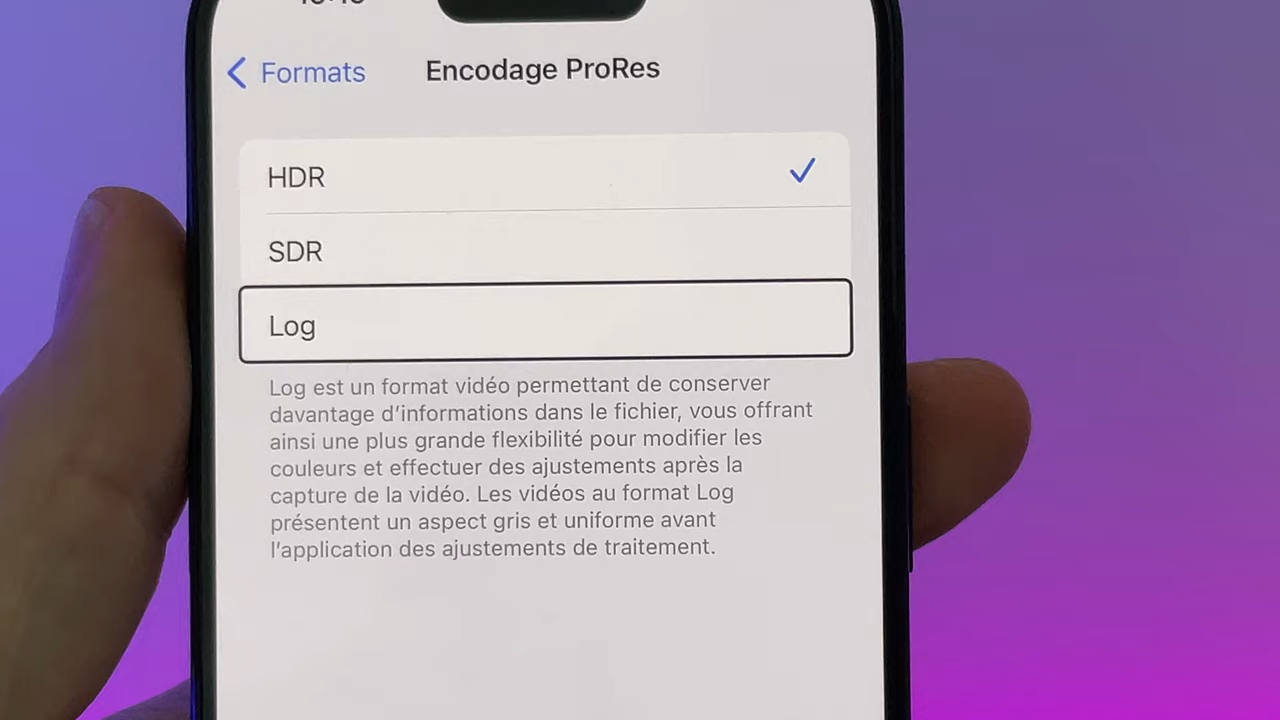 Formats
Encodage ProRes
HDR
SDR
Log
Log est un format vidéo permettant de conserver
davantage d'informations dans le fichier, vous offrant
ainsi une plus grande flexibilité pour modifier les
couleurs et effectuer des ajustements après la
capture de la vidéo. Les vidéos au format Log
présentent un aspect gris et uniforme avant
l'application des ajustements de traitement.